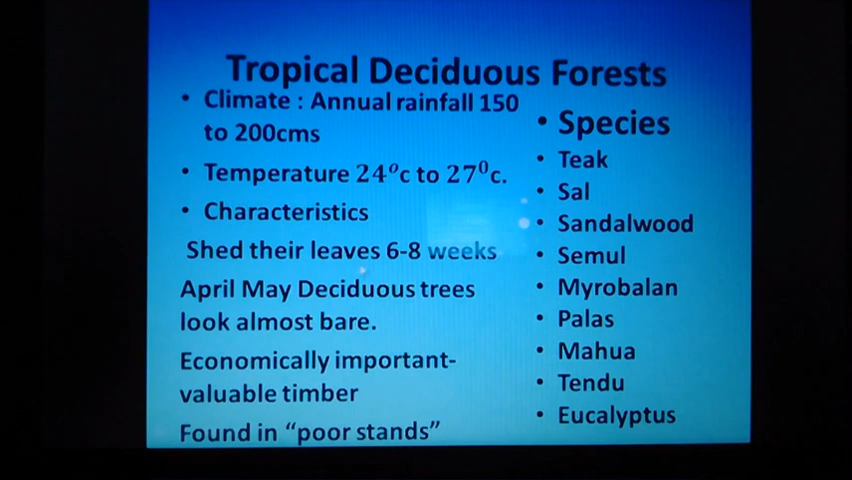 Tropical Deciduous Forests
• Climate : Annual rainfall 150
to 200cms
• Temperature 24⁰c to 27⁰c.
• Characteristics
Shed their leaves 6-8 weeks
April May Deciduous trees
look almost bare.
Economically important-
valuable timber
Found in “poor stands”
• Species
• Teak
• Sal
• Sandalwood
• Semul
• Myrobalan
• Palas
• Mahua
• Tendu
• Eucalyptus